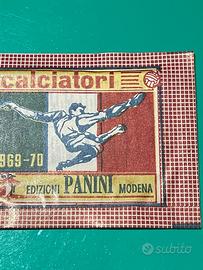 calciatori
1969-70
EDIZIONI PANINI MODENA
subito